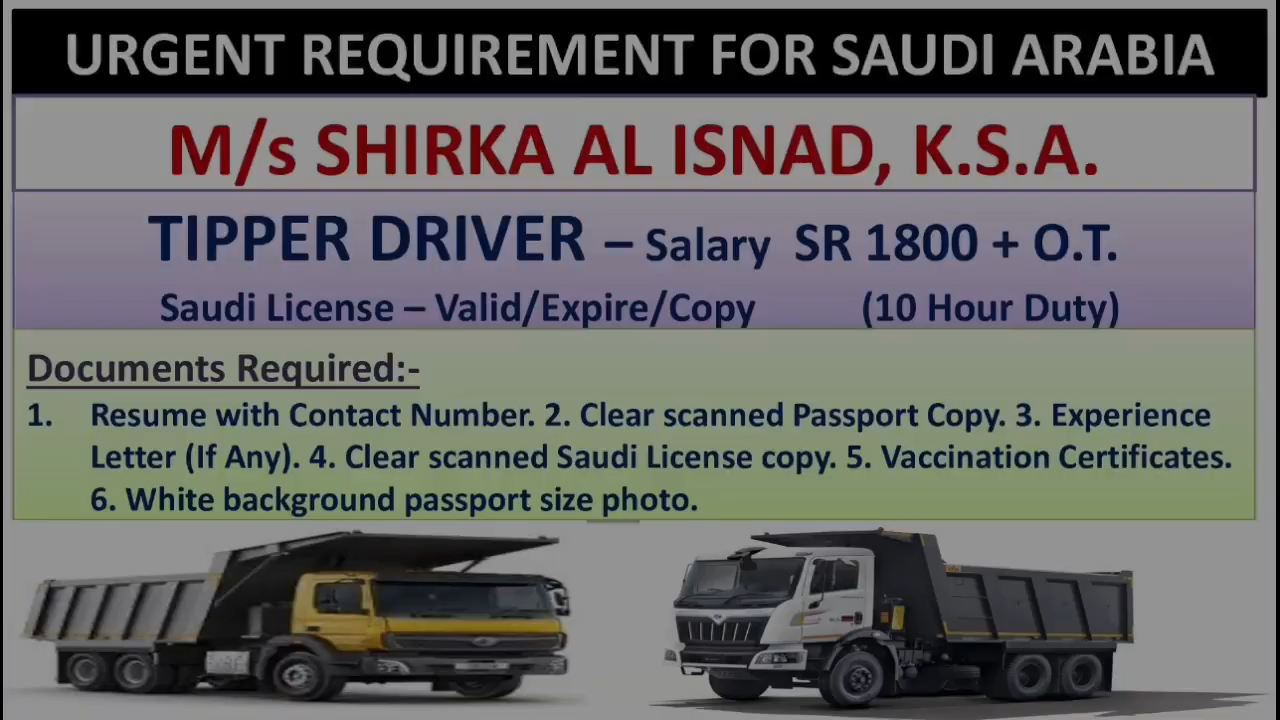 URGENT REQUIREMENT FOR SAUDI ARABIA
M/s SHIRKA AL ISNAD, K.S.A.
TIPPER DRIVER – Salary SR 1800 + O.T.
Saudi License – Valid/Expire/Copy (10 Hour Duty)
Documents Required:-
1. Resume with Contact Number. 2. Clear scanned Passport Copy. 3. Experience
Letter (If Any). 4. Clear scanned Saudi License copy. 5. Vaccination Certificates.
6. White background passport size photo.